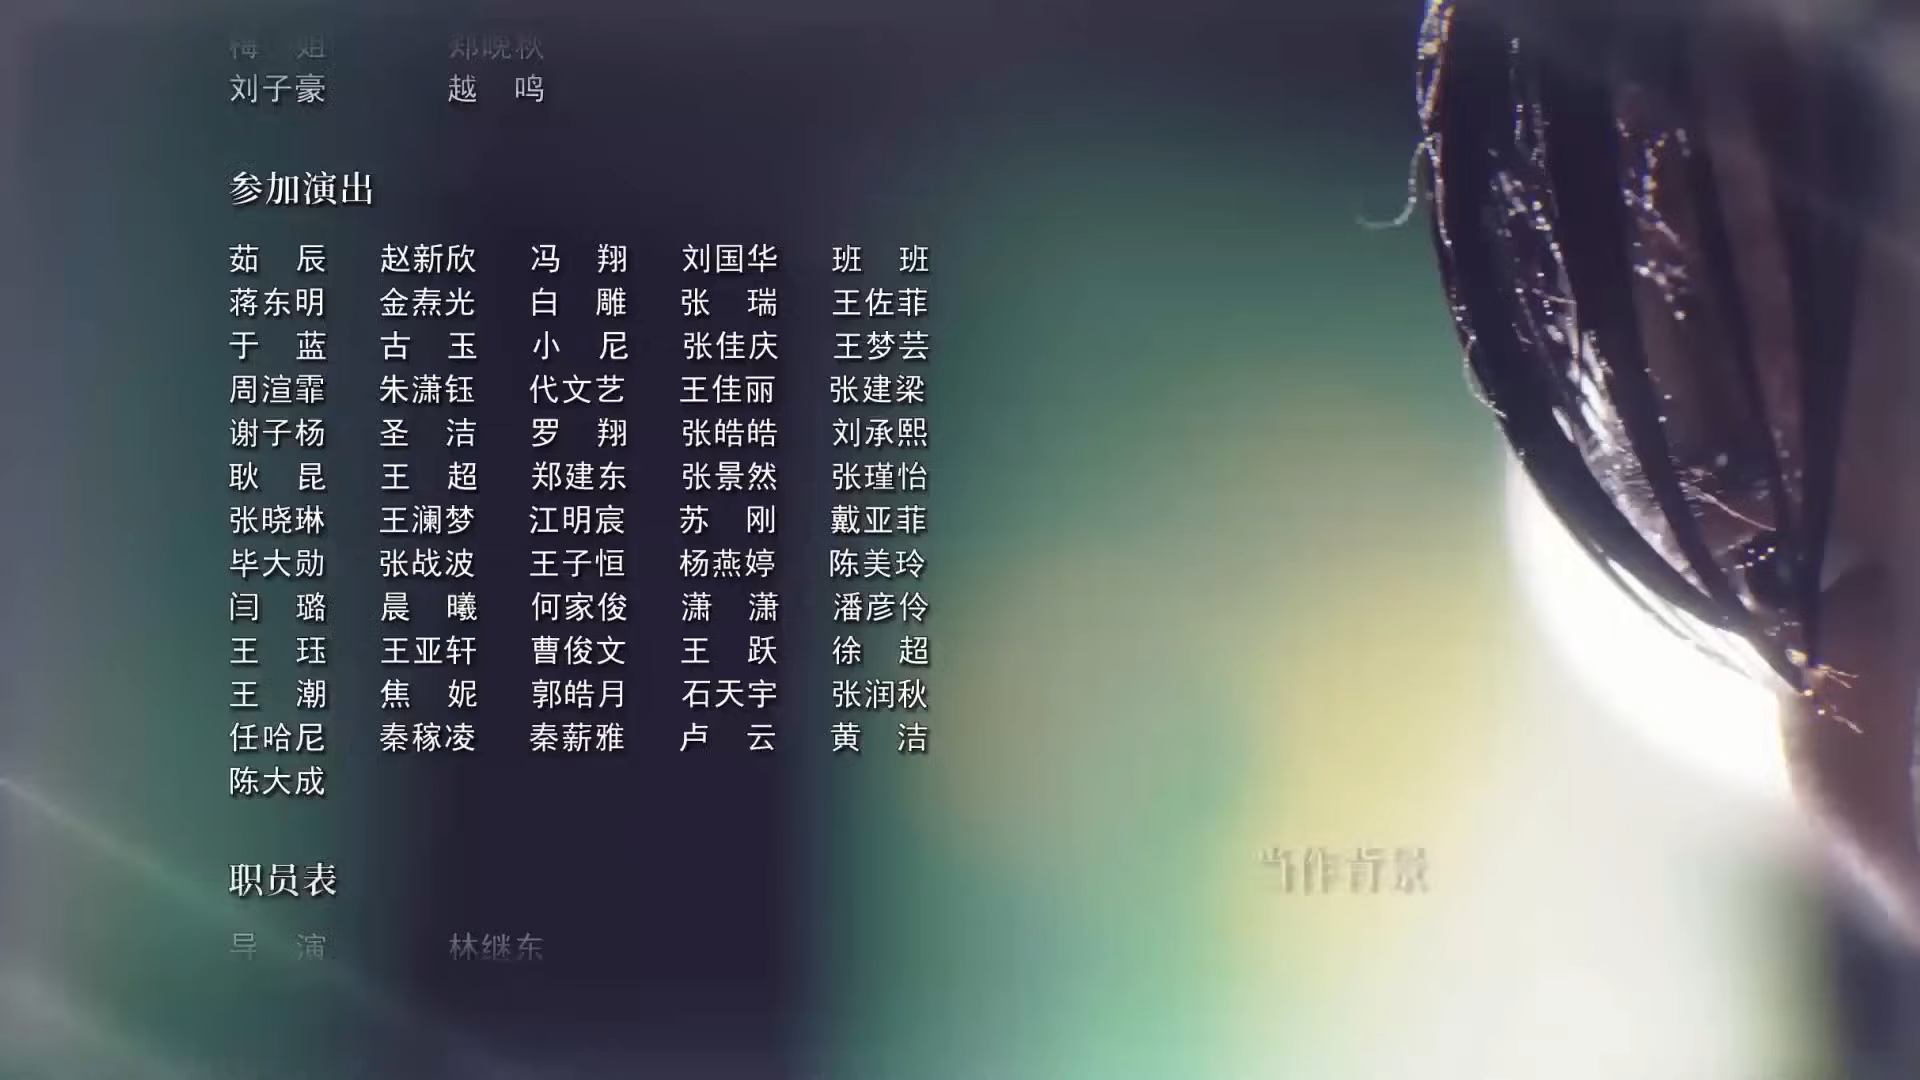 梅 姐 郑晚秋
刘子豪 越 鸣
参加演出
茹 辰 赵新欣 冯 翔 刘国华 班 班
蒋东明 金焘光 白 雕 张 瑞 王佐菲
于 蓝 古 玉 小 尼 张佳庆 王梦芸
周渲霏 朱潇钰 代文艺 王佳丽 张建梁
谢子杨 圣 洁 罗 翔 张皓皓 刘承熙
耿 昆 王 超 郑建东 张景然 张瑾怡
张晓琳 王澜梦 江明宸 苏 刚 戴亚菲
毕大勋 张战波 王子恒 杨燕婷 陈美玲
闫 璐 晨 曦 何家俊 潇 潇 潘彦伶
王 珏 王亚轩 曹俊文 王 跃 徐 超
王 潮 焦 妮 郭皓月 石天宇 张润秋
任哈尼 秦稼凌 秦薪雅 卢 云 黄 洁
陈大成
职员表
当作背景
导 演 林继东